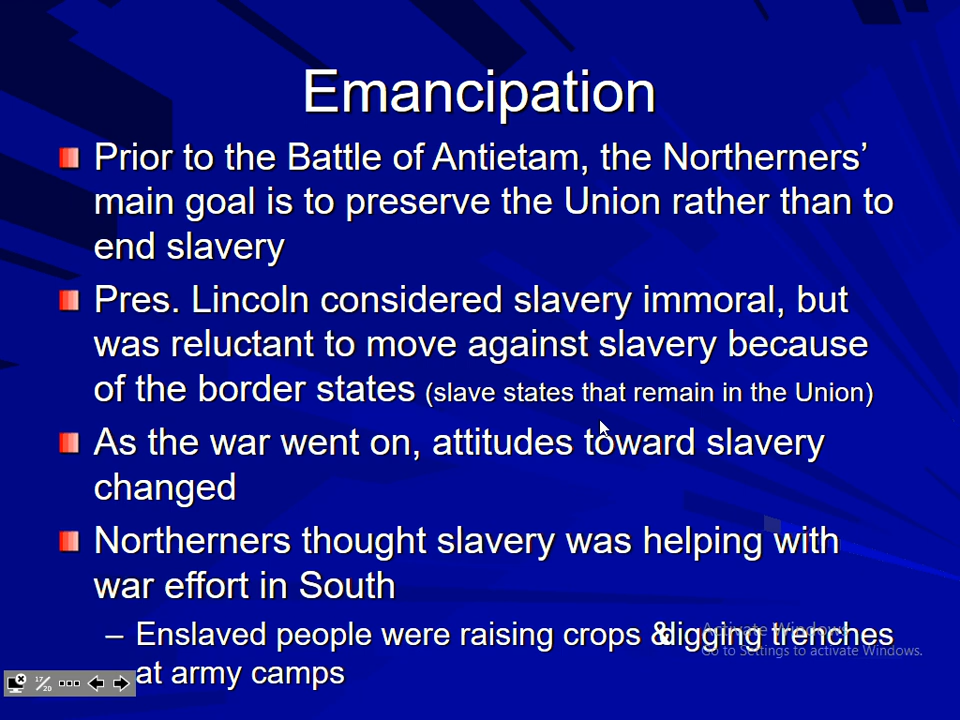 Emancipation
Prior to the Battle of Antietam, the Northerners’
main goal is to preserve the Union rather than to
end slavery
Pres. Lincoln considered slavery immoral, but
was reluctant to move against slavery because
of the border states (slave states that remain in the Union)
As the war went on, attitudes toward slavery
changed
Northerners thought slavery was helping with
war effort in South
– Enslaved people were raising crops & digging trenches
at army camps
Activate Windows
Go to Settings to activate Windows.
17/20